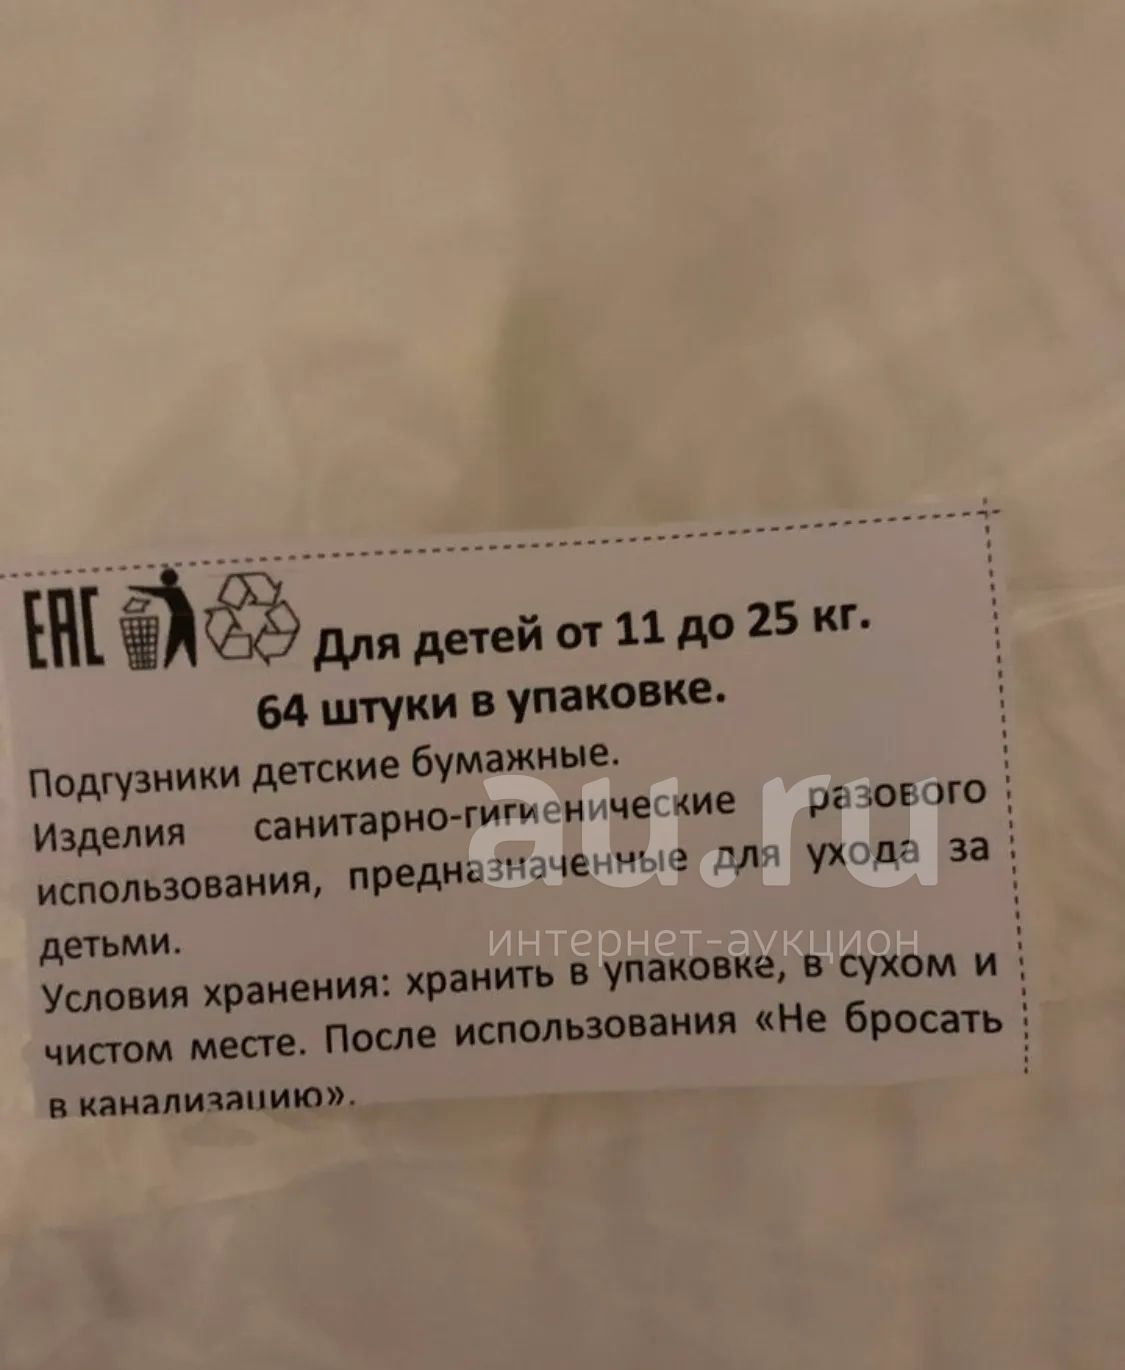 EAC Для детей от 11 до 25 кг.
64 штуки в упаковке.
Подгузники детские бумажные.
Изделия санитарно-гигиенические разового
использования, предназначенные для ухода за
детьми.
Условия хранения: хранить в упаковке, в сухом и
чистом месте. После использования «Не бросать
в канализацию».
au.ru
интернет-аукцион